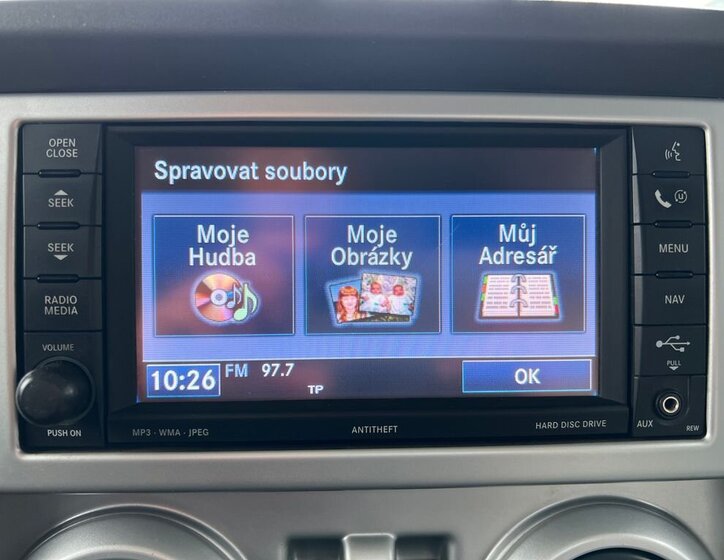 OPEN
CLOSE
SEEK
SEEK
RADIO
MEDIA
VOLUME
PUSH ON
Spravovat soubory
Moje
Hudba
Moje
Obrázky
Můj
Adresář
10:26 FM 97.7
TP
OK
MP3 · WMA · JPEG
ANTITHEFT
HARD DISC DRIVE
MENU
NAV
PULL
AUX
REW